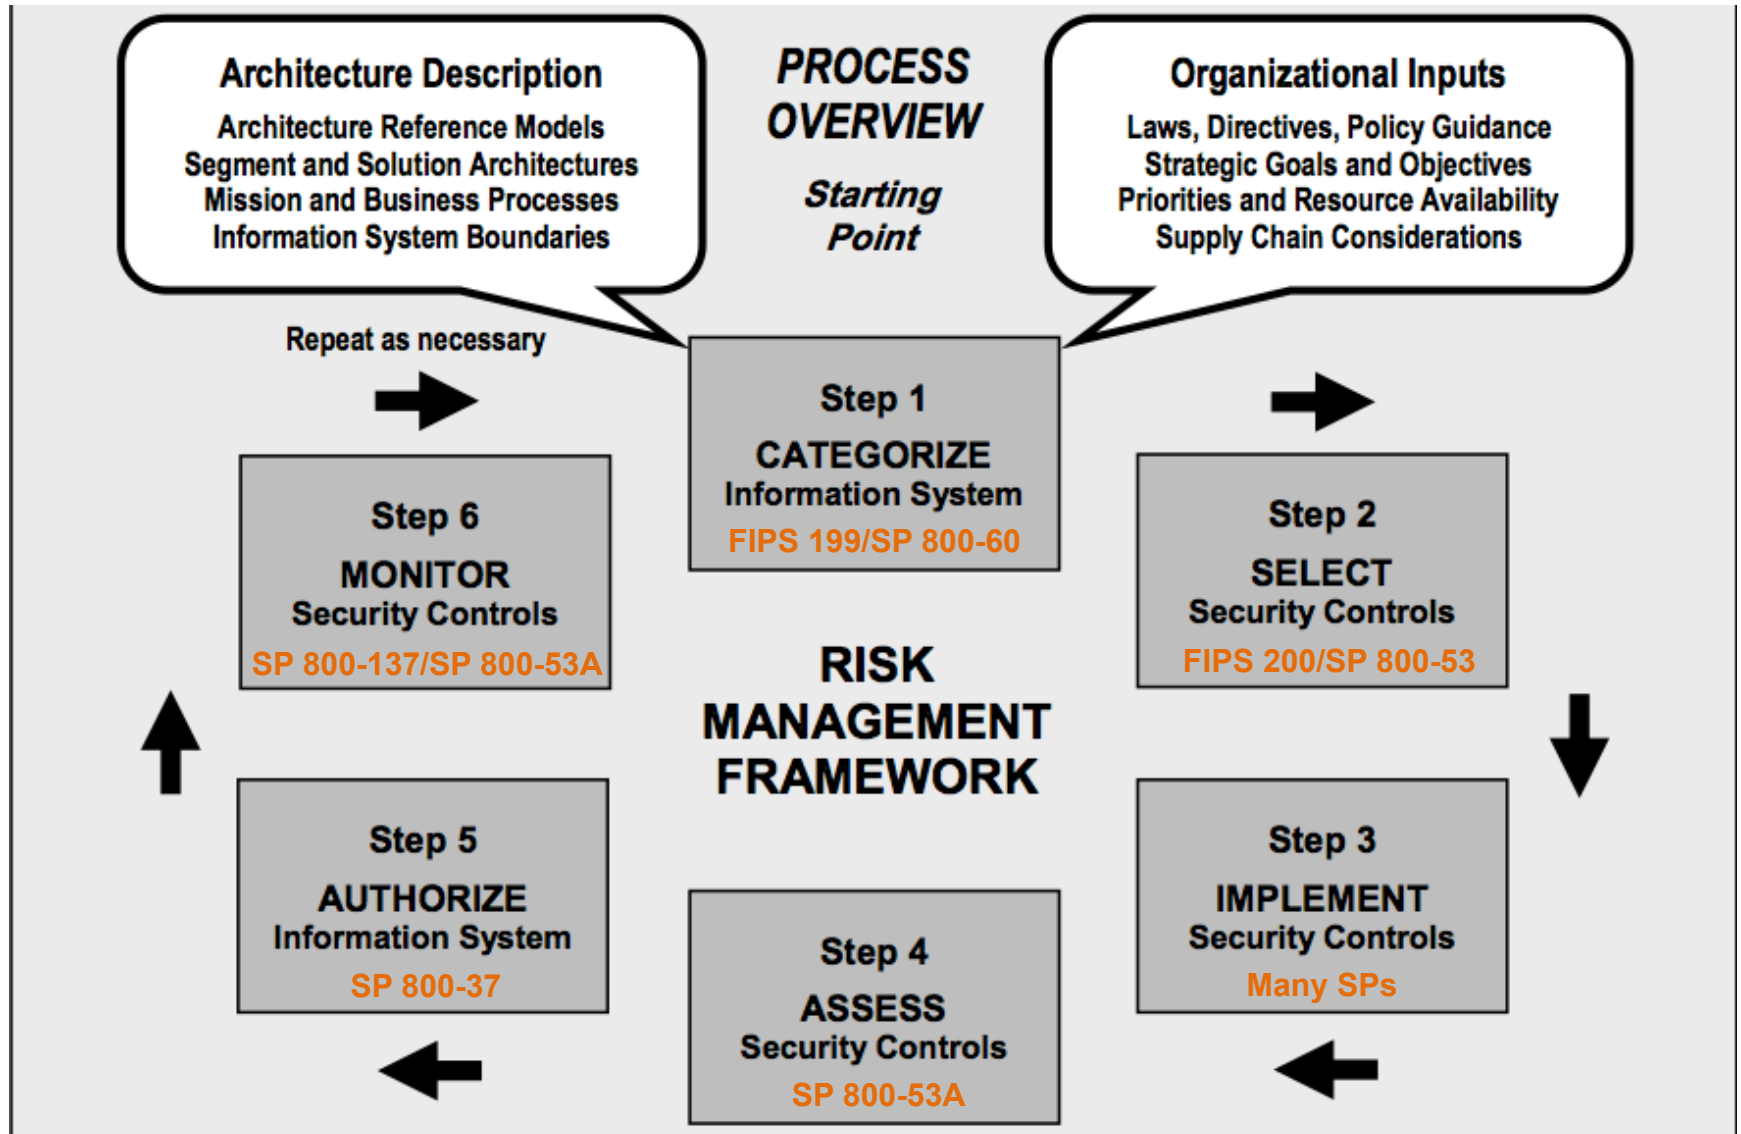 Architecture Description
Architecture Reference Models
Segment and Solution Architectures
Mission and Business Processes
Information System Boundaries
PROCESS
OVERVIEW
Starting
Point
Organizational Inputs
Laws, Directives, Policy Guidance
Strategic Goals and Objectives
Priorities and Resource Availability
Supply Chain Considerations
Repeat as necessary
Step 1
CATEGORIZE
Information System
FIPS 199/SP 800-60
Step 2
SELECT
Security Controls
FIPS 200/SP 800-53
Step 3
IMPLEMENT
Security Controls
Many SPs
Step 4
ASSESS
Security Controls
SP 800-53A
Step 5
AUTHORIZE
Information System
SP 800-37
Step 6
MONITOR
Security Controls
SP 800-137/SP 800-53A
RISK
MANAGEMENT
FRAMEWORK